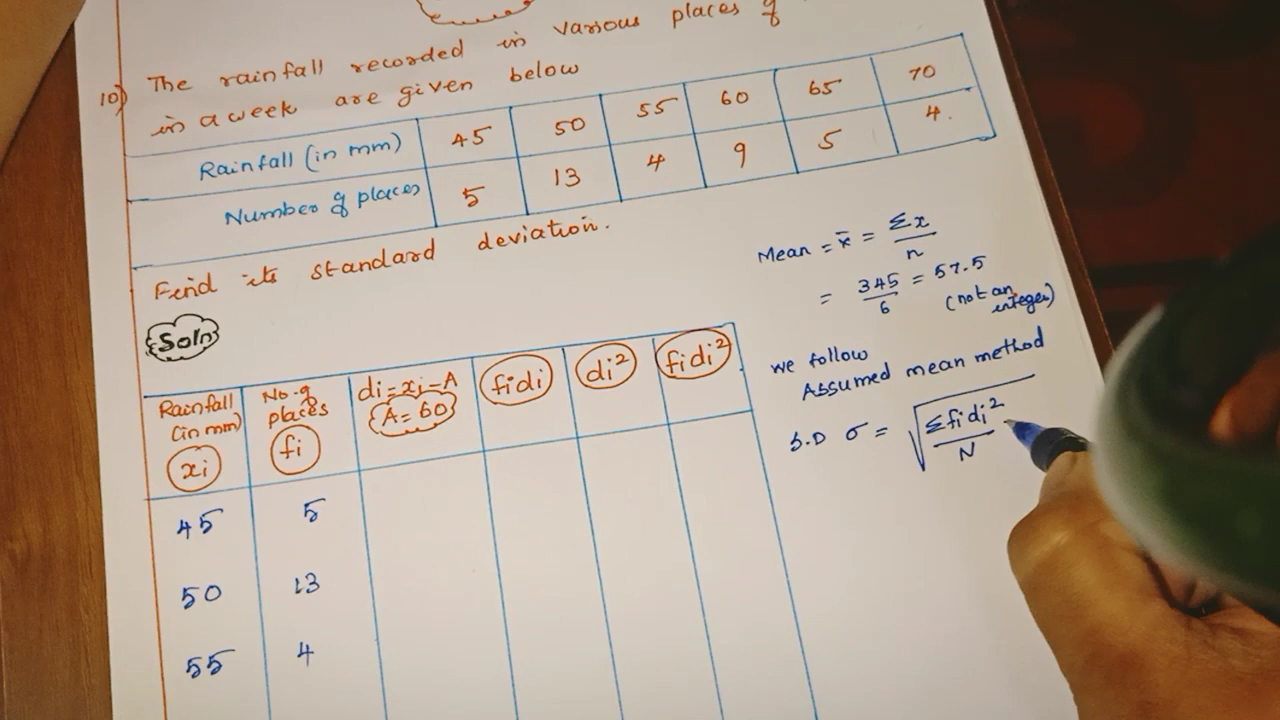 10) The rainfall recorded in various places of
in a week are given below
Rainfall (in mm) 45 50 55 60 65 70
Number of places 5 13 4 9 5 4.
Find its standard deviation.
Soln
Mean = x̄ = Σx/n
= 345/6 = 57.5
(not an integer)
we follow
Assumed mean method
S.D σ = √(Σfidi²/N
Rainfall (in mm) xi No. of places fi di = xi – A A = 60 fidi di² fidi²
45 5
50 13
55 4